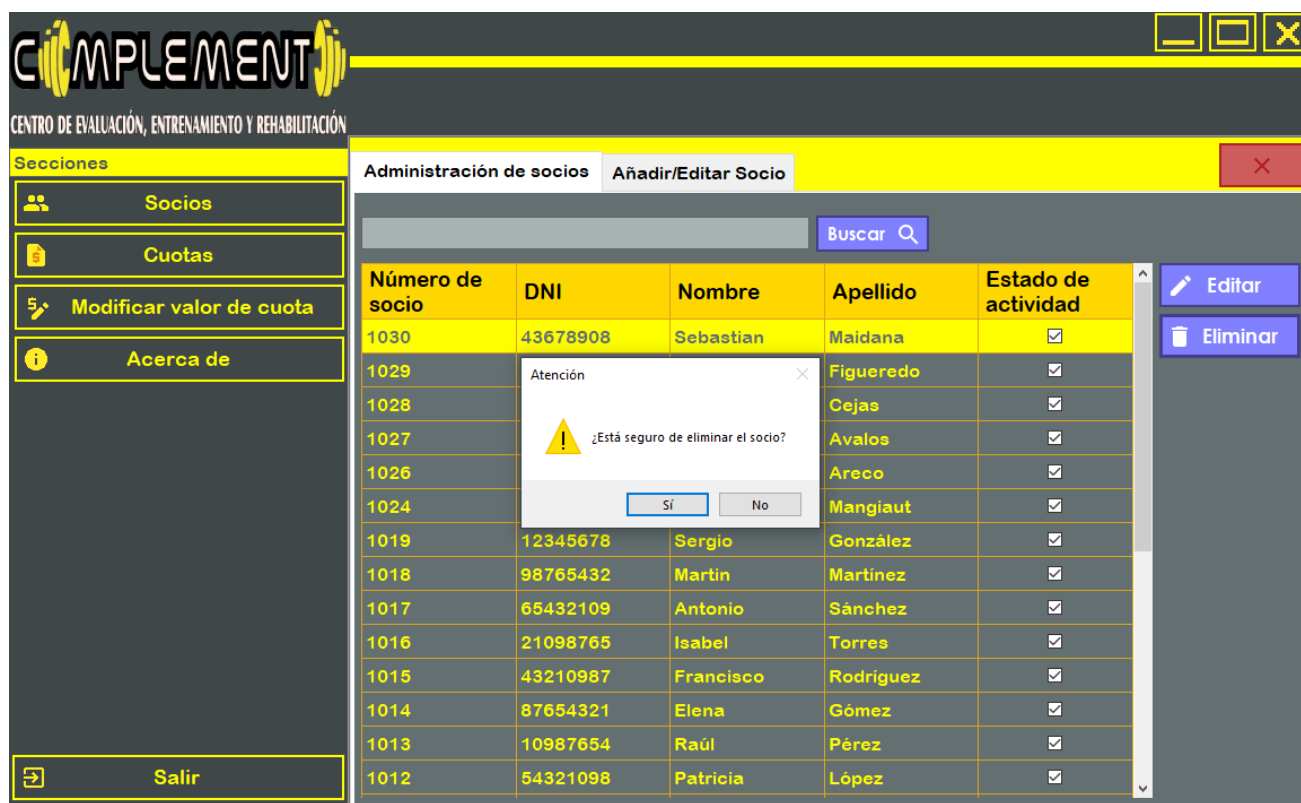 COMPLEMENTO
CENTRO DE EVALUACIÓN, ENTRENAMIENTO Y REHABILITACIÓN
Secciones
Socios
Cuotas
Modificar valor de cuota
Acerca de
Salir
Administración de socios Añadir/Editar Socio
Buscar
Número de socio DNI Nombre Apellido Estado de actividad
Editar
Eliminar
1030 43678908 Sebastian Maidana
1029 Figueredo
1028 Cejas
1027 Avalos
1026 Areco
1024 Mangiaut
1019 12345678 Sergio González
1018 98765432 Martin Martínez
1017 65432109 Antonio Sánchez
1016 21098765 Isabel Torres
1015 43210987 Francisco Rodríguez
1014 87654321 Elena Gómez
1013 10987654 Raúl Pérez
1012 54321098 Patricia López
Atención
¿Está seguro de eliminar el socio?
Sí No